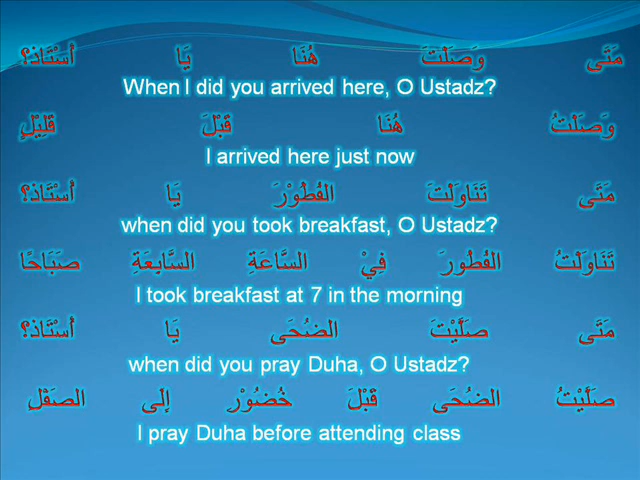 مَتَى وَصَلْتَ هُنَا يَا أُسْتَاذ؟
When I did you arrived here, O Ustadz?
وَصَلْتُ هُنَا قَبْلَ قَلِيْلٍ
I arrived here just now
مَتَى تَنَاوَلْتَ الفُطُوْرَ يَا أُسْتَاذ؟
when did you took breakfast, O Ustadz?
تَنَاوَلْتُ الفُطُورَ فِيْ السَّاعَةِ السَّابِعَةِ صَبَاحًا
I took breakfast at 7 in the morning
مَتَى صَلَّيْتَ الضُحَى يَا أُسْتَاذ؟
when did you pray Duha, O Ustadz?
صَلَّيْتُ الضُحَى قَبْلَ خُضُوْرِ إِلَى الصَفْلِ
I pray Duha before attending class